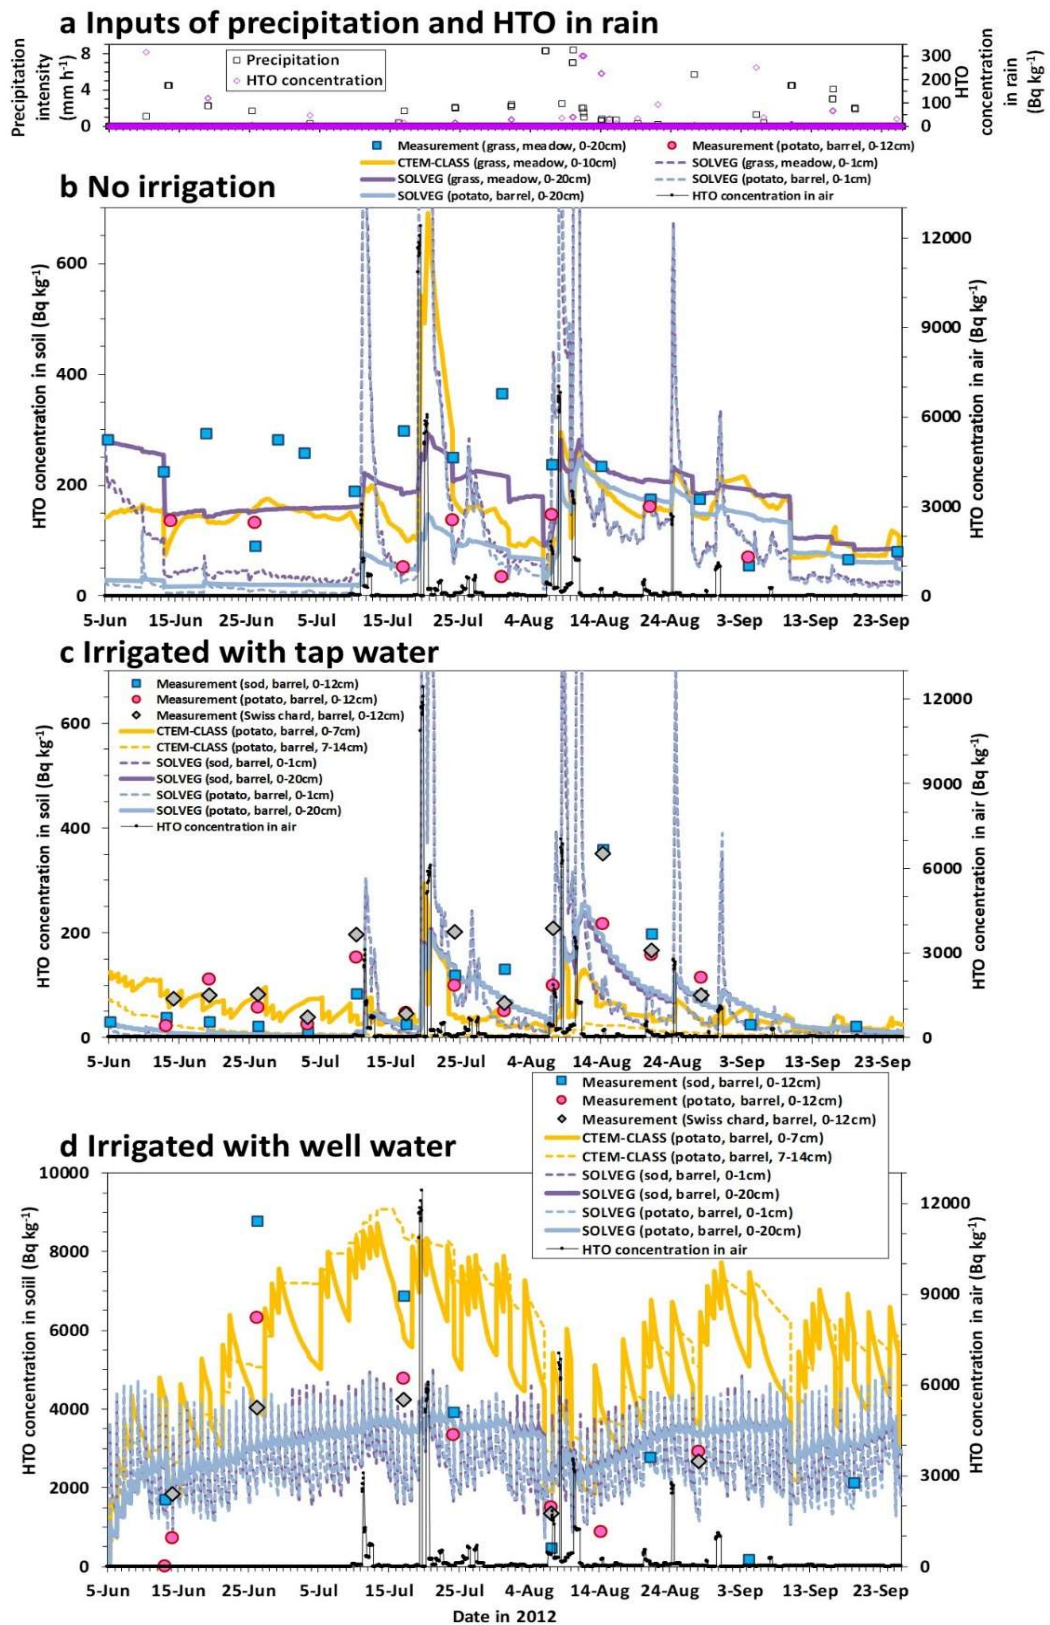 a Inputs of precipitation and HTO in rain
Precipitation
intensity
(mm h-1)
8
4
0
Precipitation
HTO concentration
300
200
100
0
HTO
concentration
in rain
(Bq kg-1)
Measurement (grass, meadow, 0-20cm)
Measurement (potato, barrel, 0-12cm)
CTEM-CLASS (grass, meadow, 0-10cm)
SOLVEG (grass, meadow, 0-1cm)
SOLVEG (grass, meadow, 0-20cm)
SOLVEG (potato, barrel, 0-1cm)
SOLVEG (potato, barrel, 0-20cm)
HTO concentration in air
b No irrigation
HTO concentration in soil (Bq kg-1)
600
400
200
0
12000
9000
6000
3000
0
HTO concentration in air (Bq kg-1)
5-Jun 15-Jun 25-Jun 5-Jul 15-Jul 25-Jul 4-Aug 14-Aug 24-Aug 3-Sep 13-Sep 23-Sep
c Irrigated with tap water
Measurement (sod, barrel, 0-12cm)
Measurement (potato, barrel, 0-12cm)
Measurement (Swiss chard, barrel, 0-12cm)
CTEM-CLASS (potato, barrel, 0-7cm)
CTEM-CLASS (potato, barrel, 7-14cm)
SOLVEG (sod, barrel, 0-1cm)
SOLVEG (sod, barrel, 0-20cm)
SOLVEG (potato, barrel, 0-1cm)
SOLVEG (potato, barrel, 0-20cm)
HTO concentration in air
HTO concentration in soil (Bq kg-1)
600
400
200
0
12000
9000
6000
3000
0
HTO concentration in air (Bq kg-1)
5-Jun 15-Jun 25-Jun 5-Jul 15-Jul 25-Jul 4-Aug 14-Aug 24-Aug 3-Sep 13-Sep 23-Sep
Measurement (sod, barrel, 0-12cm)
Measurement (potato, barrel, 0-12cm)
Measurement (Swiss chard, barrel, 0-12cm)
CTEM-CLASS (potato, barrel, 0-7cm)
CTEM-CLASS (potato, barrel, 7-14cm)
SOLVEG (sod, barrel, 0-1cm)
SOLVEG (sod, barrel, 0-20cm)
SOLVEG (potato, barrel, 0-1cm)
SOLVEG (potato, barrel, 0-20cm)
HTO concentration in air
d Irrigated with well water
HTO concentration in soiil (Bq kg-1)
10000
8000
6000
4000
2000
0
12000
9000
6000
3000
0
HTO concentration in air (Bq kg-1)
5-Jun 15-Jun 25-Jun 5-Jul 15-Jul 25-Jul 4-Aug 14-Aug 24-Aug 3-Sep 13-Sep 23-Sep
Date in 2012